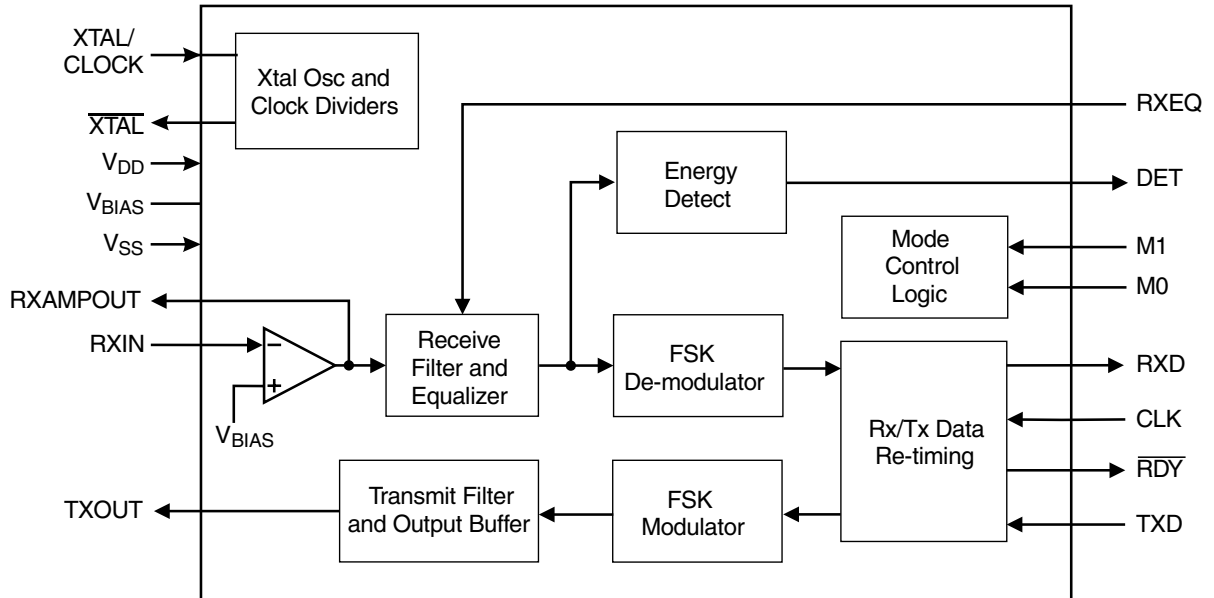 XTAL/
CLOCK
XTAL
VDD
VBIAS
VSS
RXAMPOUT
RXIN
VBIAS
TXOUT
Xtal Osc and
Clock Dividers
Energy
Detect
Mode
Control
Logic
Receive
Filter and
Equalizer
FSK
De-modulator
Rx/Tx Data
Re-timing
Transmit Filter
and Output Buffer
FSK
Modulator
RXEQ
DET
M1
M0
RXD
CLK
RDY
TXD